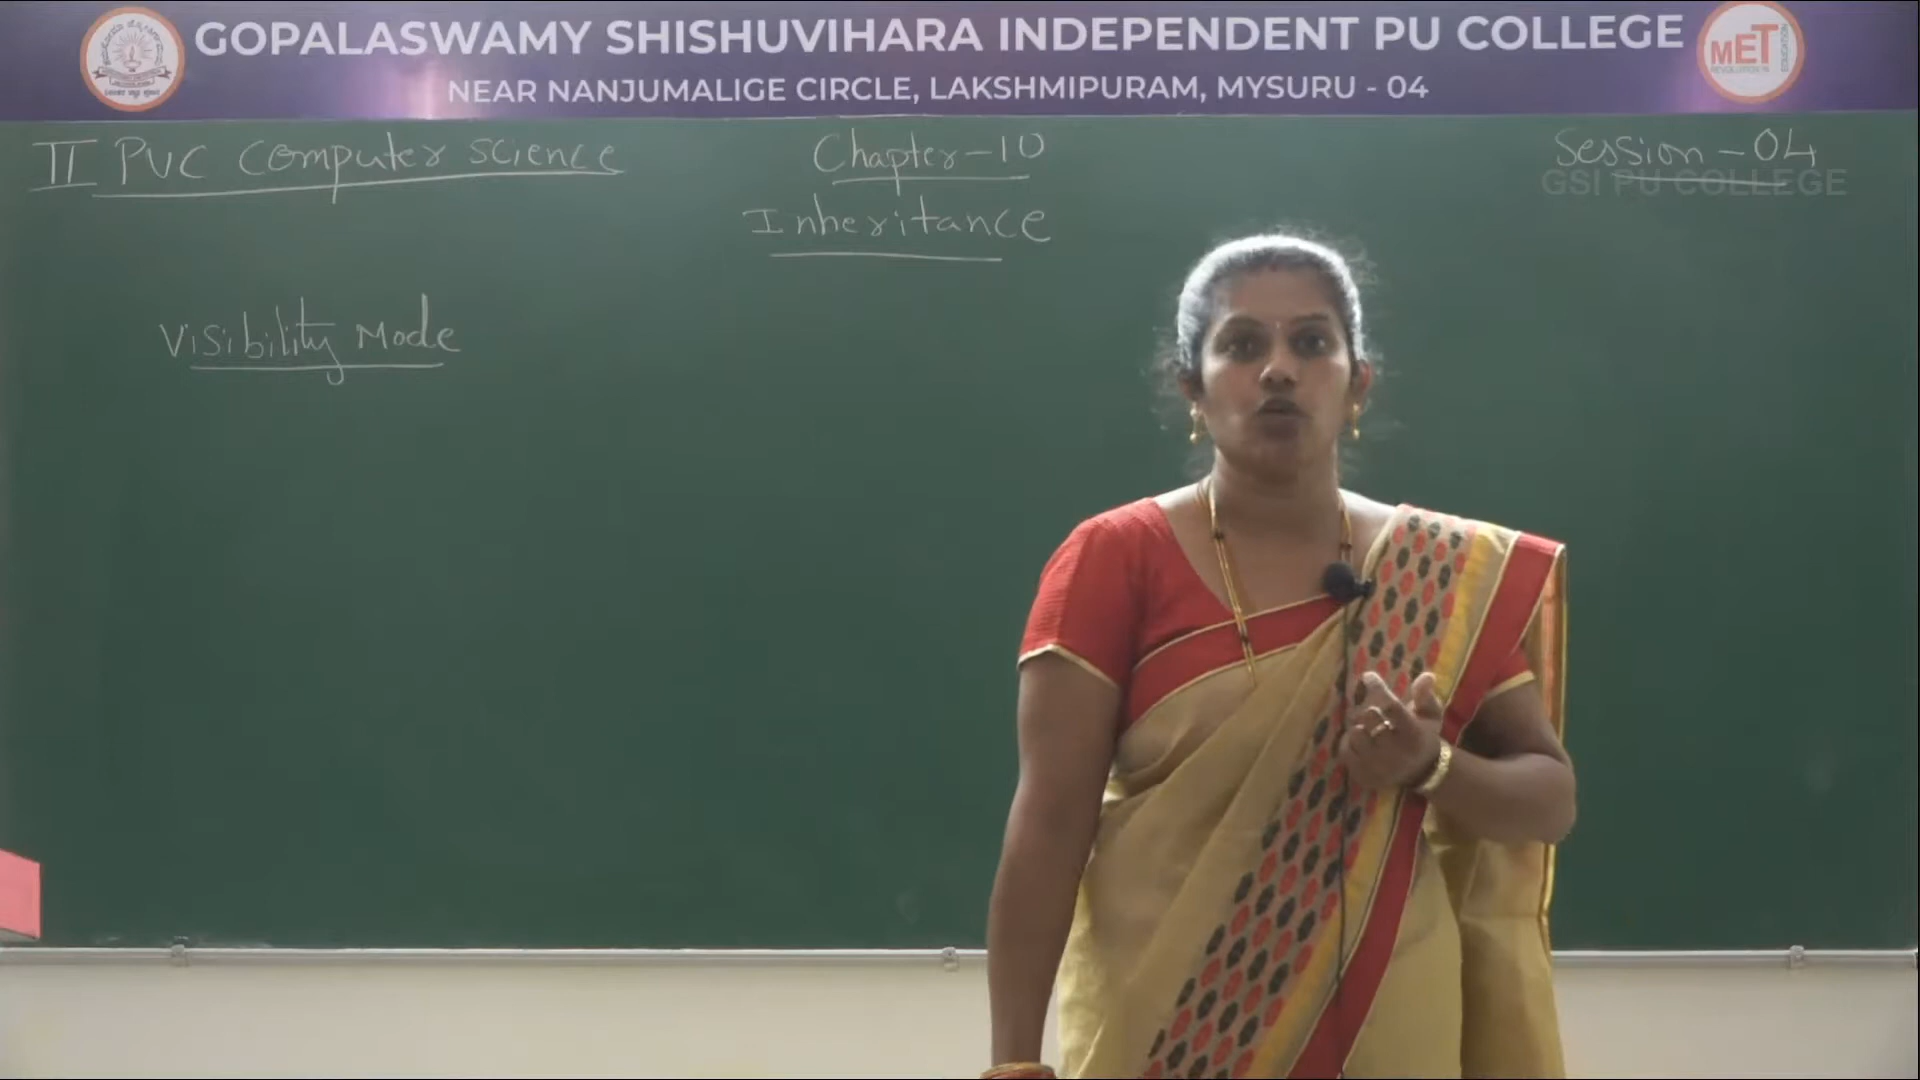 GOPALASWAMY SHISHUVIHARA INDEPENDENT PU COLLEGE
NEAR NANJUMALIGE CIRCLE, LAKSHMIPURAM, MYSURU - 04
MET
EDUCATION
II PUC Computer Science
Chapter-10
Session-04
GSI PU COLLEGE
Inheritance
Visibility Mode